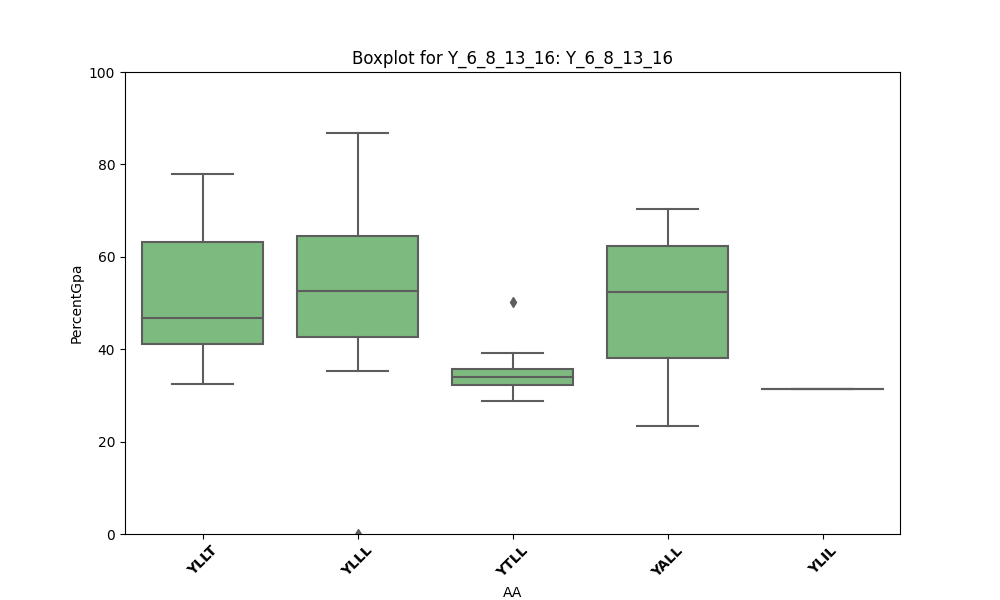 Boxplot for Y_6_8_13_16: Y_6_8_13_16
100
80
60
40
20
0
PercentGpa
YLLT
YLLL
YTLL
YALL
YLIL
AA